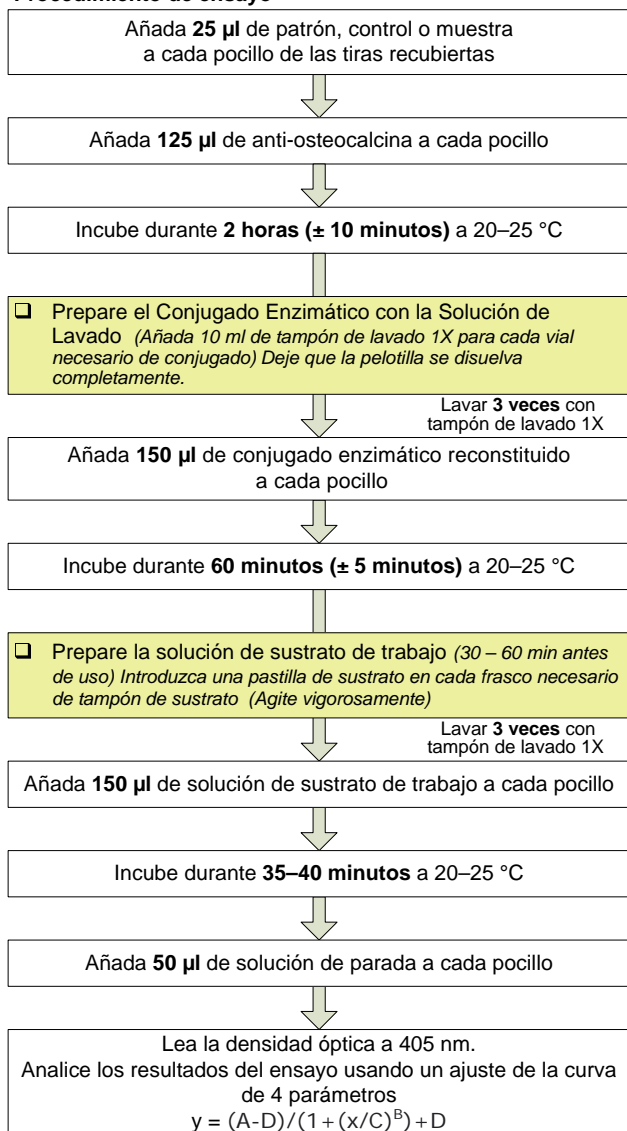 Procedimiento de ensayo
Añada 25 µl de patrón, control o muestra
a cada pocillo de las tiras recubiertas
Añada 125 µl de anti-osteocalcina a cada pocillo
Incube durante 2 horas (± 10 minutos) a 20–25 °C
❑ Prepare el Conjugado Enzimático con la Solución de
Lavado (Añada 10 ml de tampón de lavado 1X para cada vial
necesario de conjugado) Deje que la pelotilla se disuelva
completamente.
Lavar 3 veces con
tampón de lavado 1X
Añada 150 µl de conjugado enzimático reconstituido
a cada pocillo
Incube durante 60 minutos (± 5 minutos) a 20–25 °C
❑ Prepare la solución de sustrato de trabajo (30 – 60 min antes
de uso) Introduzca una pastilla de sustrato en cada frasco necesario
de tampón de sustrato (Agite vigorosamente)
Lavar 3 veces con
tampón de lavado 1X
Añada 150 µl de solución de sustrato de trabajo a cada pocillo
Incube durante 35–40 minutos a 20–25 °C
Añada 50 µl de solución de parada a cada pocillo
Lea la densidad óptica a 405 nm.
Analice los resultados del ensayo usando un ajuste de la curva
de 4 parámetros
y = (A-D)/(1+(x/C)^B)+D